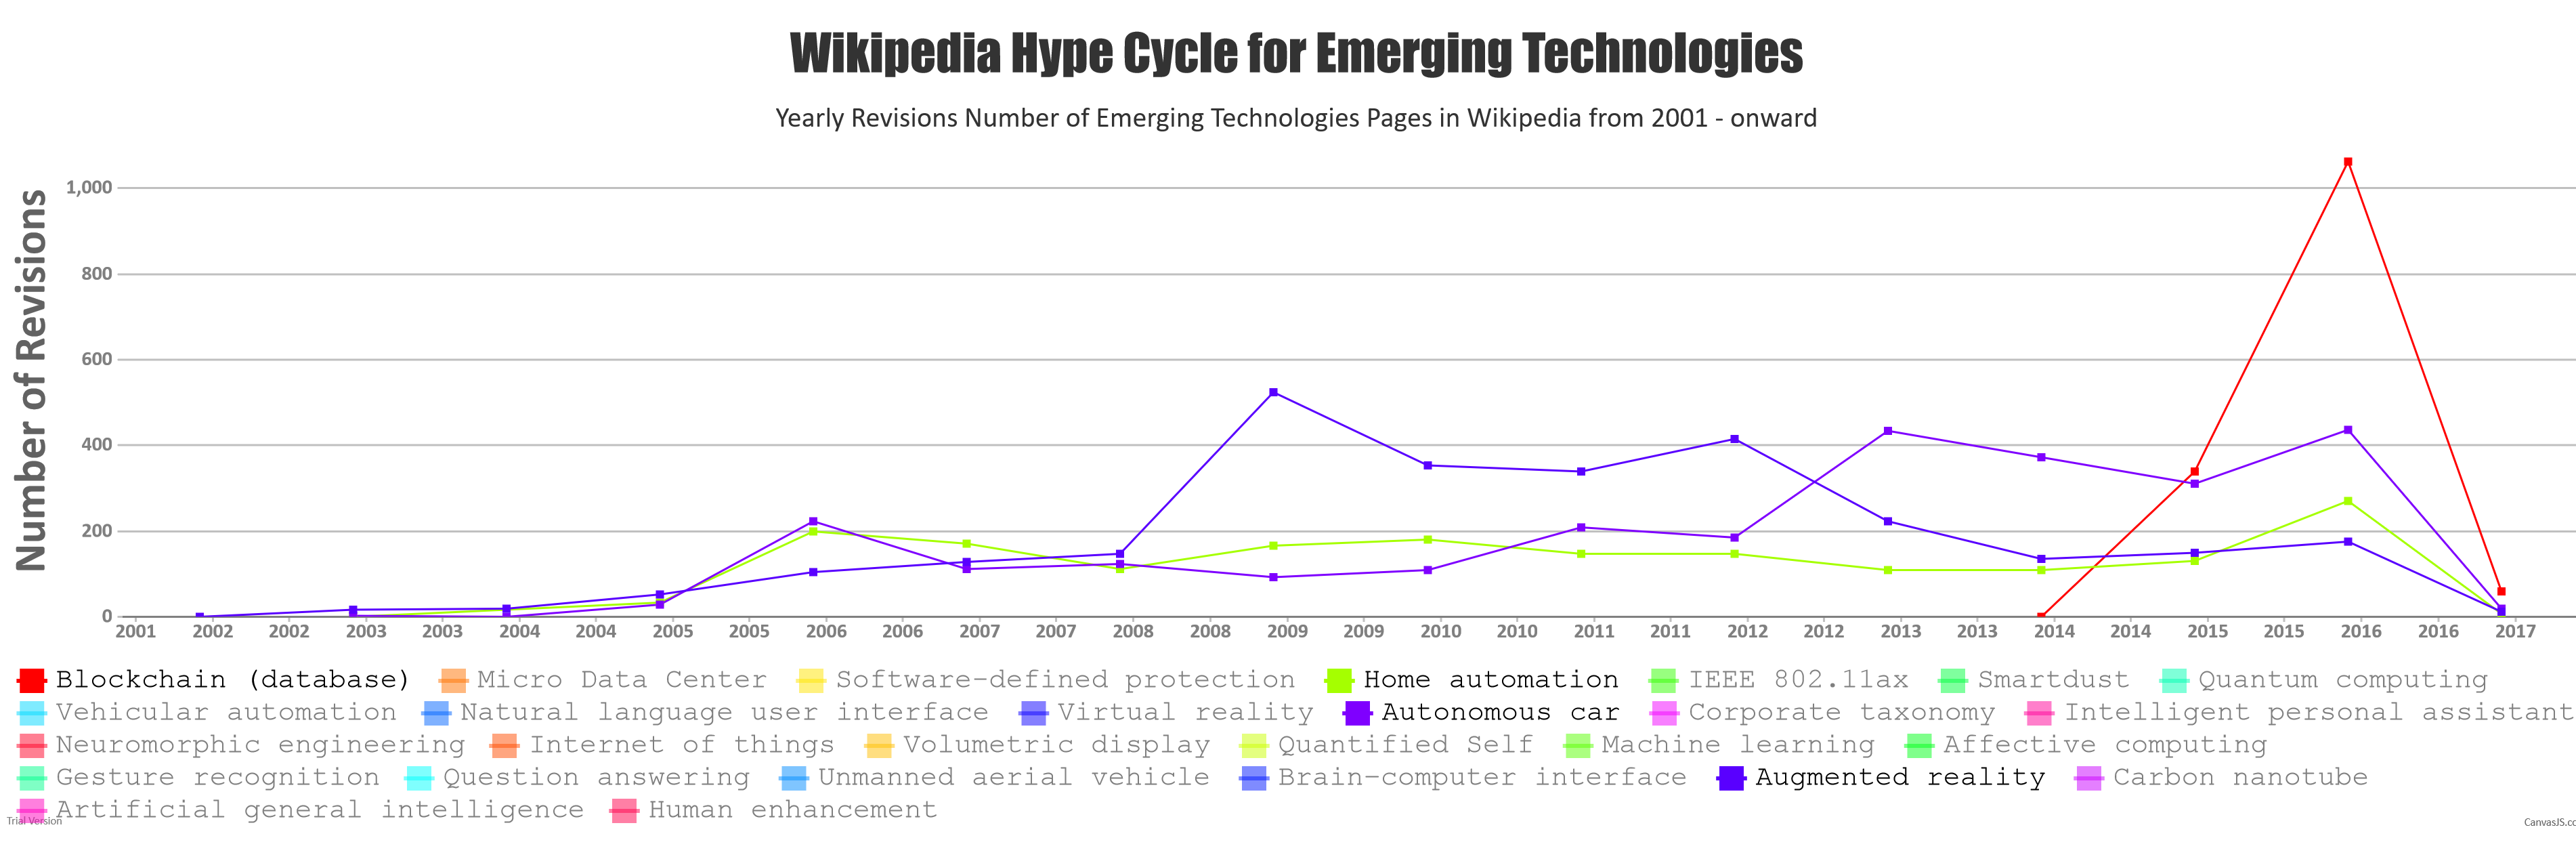 Wikipedia Hype Cycle for Emerging Technologies
Yearly Revisions Number of Emerging Technologies Pages in Wikipedia from 2001 - onward
Number of Revisions
1,000
800
600
400
200
0
2001 2002 2002 2003 2003 2004 2004 2005 2005 2006 2006 2007 2007 2008 2008 2009 2009 2010 2010 2011 2011 2012 2012 2013 2013 2014 2014 2015 2015 2016 2016 2017
Blockchain (database) Micro Data Center Software-defined protection Home automation IEEE 802.11ax Smartdust Quantum computing
Vehicular automation Natural language user interface Virtual reality Autonomous car Corporate taxonomy Intelligent personal assistant
Neuromorphic engineering Internet of things Volumetric display Quantified Self Machine learning Affective computing
Gesture recognition Question answering Unmanned aerial vehicle Brain-computer interface Augmented reality Carbon nanotube
Artificial general intelligence Human enhancement
Trial Version
CanvasJS.co